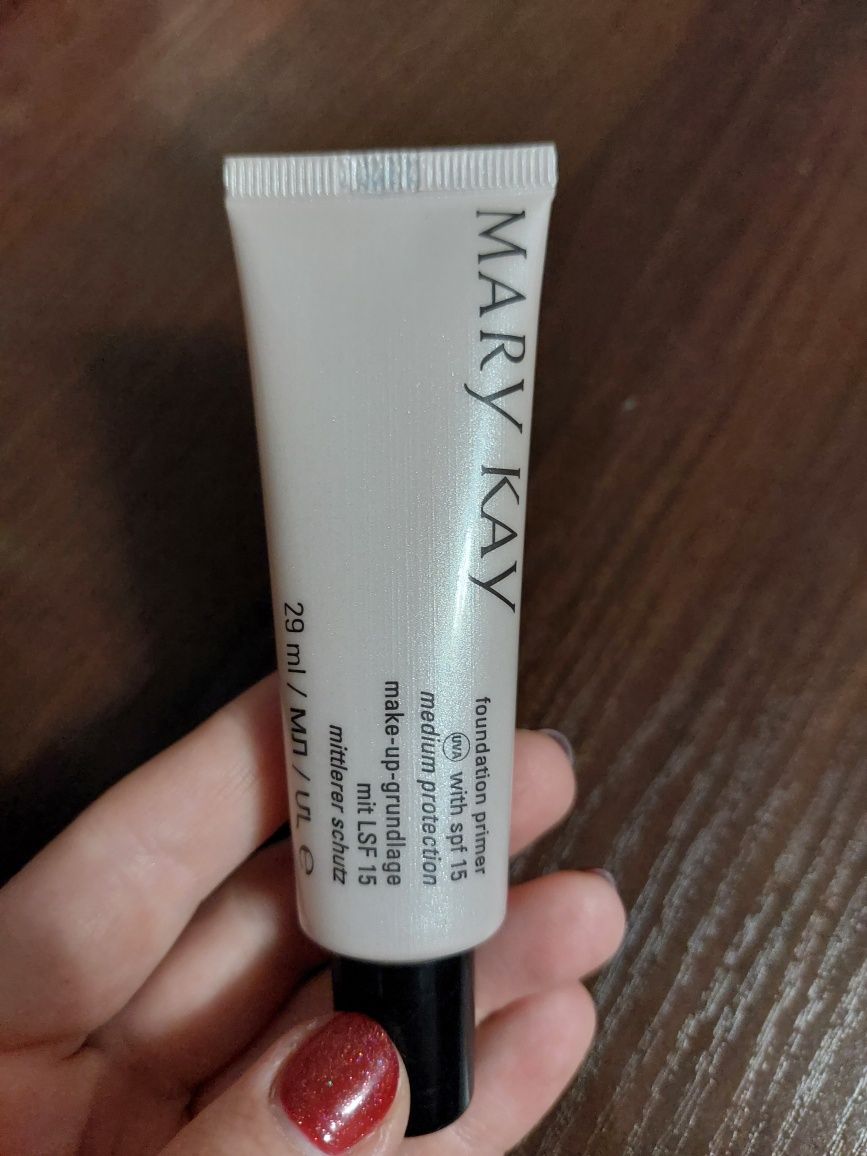 MARY KAY
foundation primer
UVA with spf 15
medium protection
make-up-grundlage
mit LSF 15
mittlerer schutz
29 ml / МЛ / ՄԼ e